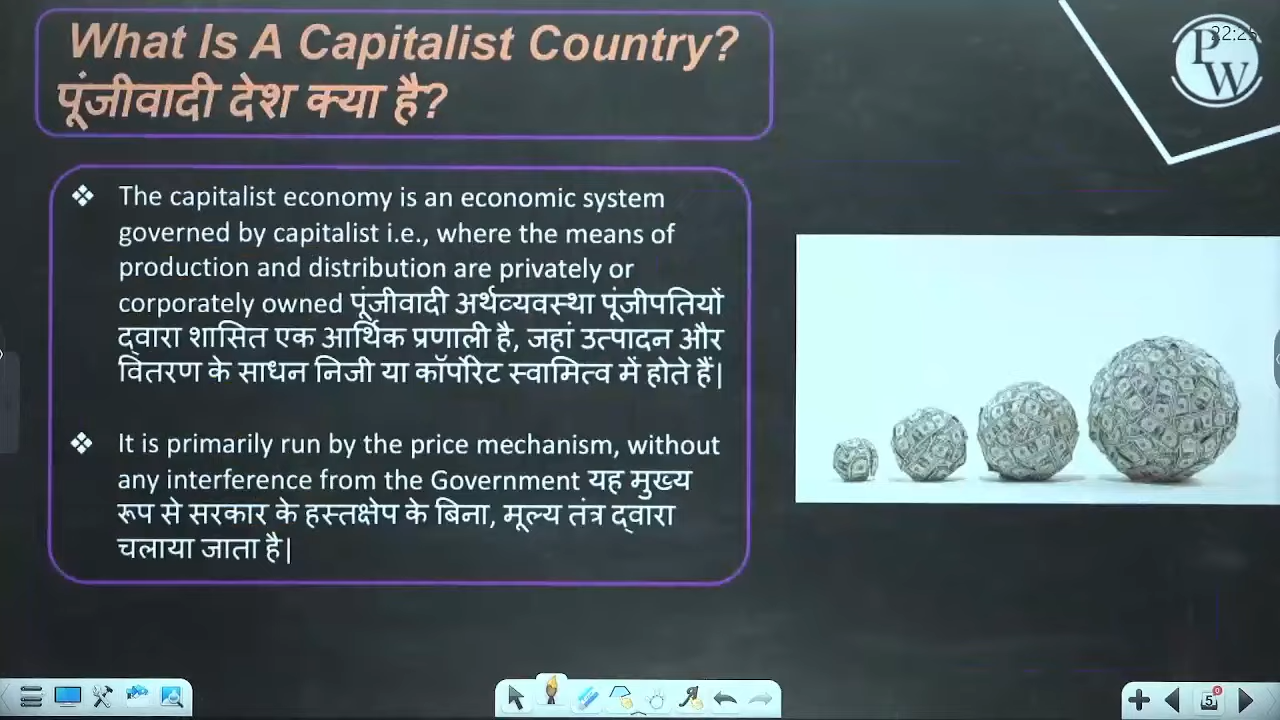 What Is A Capitalist Country?
पूंजीवादी देश क्या है?
22:25
PW
❖ The capitalist economy is an economic system
governed by capitalist i.e., where the means of
production and distribution are privately or
corporately owned पूंजीवादी अर्थव्यवस्था पूंजीपतियों
द्वारा शासित एक आर्थिक प्रणाली है, जहां उत्पादन और
वितरण के साधन निजी या कॉर्पोरेट स्वामित्व में होते हैं|
❖ It is primarily run by the price mechanism, without
any interference from the Government यह मुख्य
रूप से सरकार के हस्तक्षेप के बिना, मूल्य तंत्र द्वारा
चलाया जाता है|
5